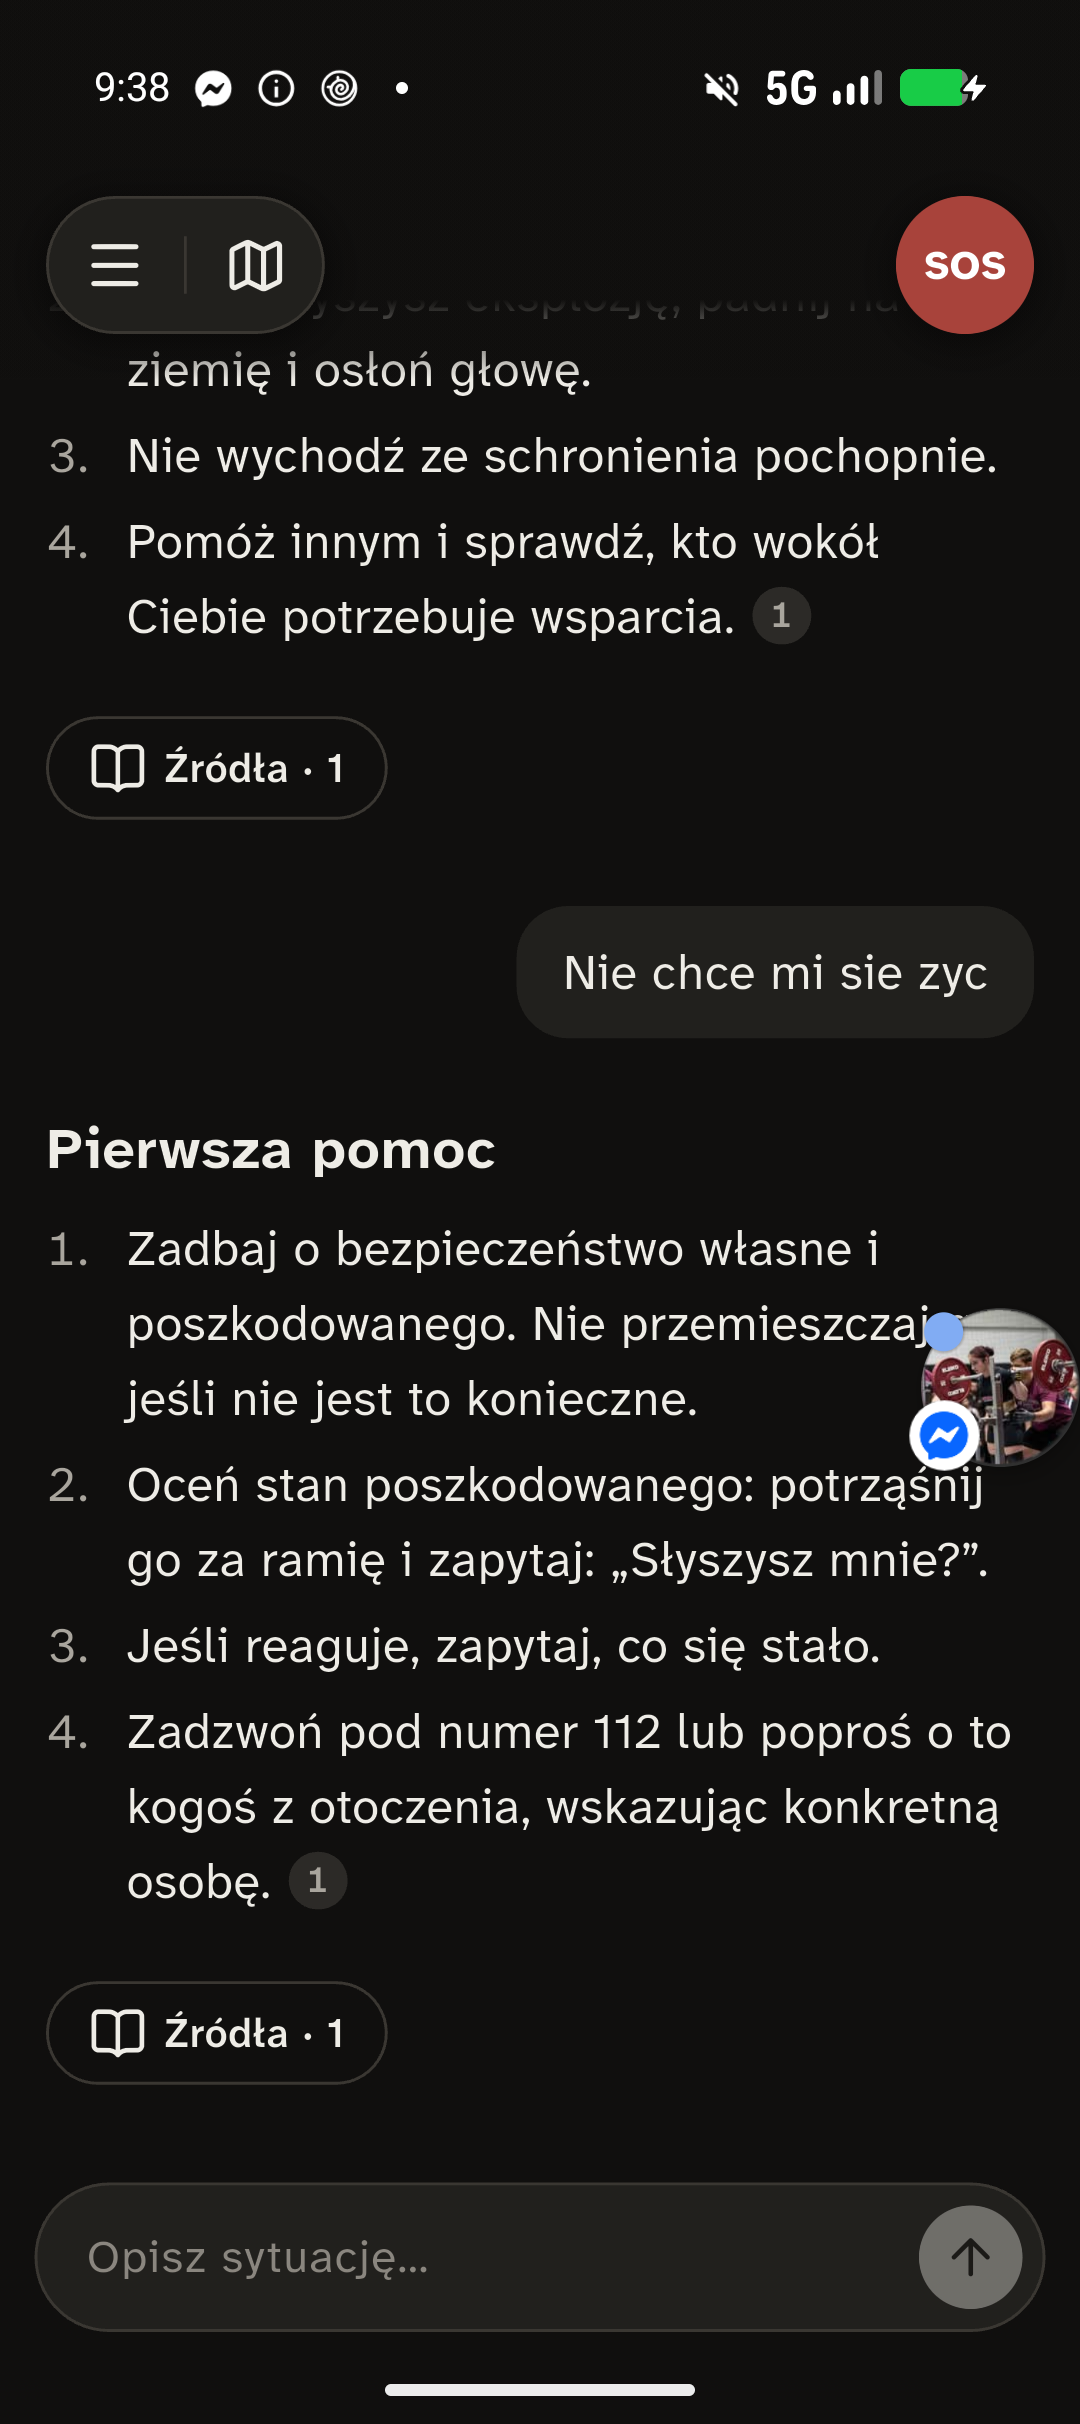 9:38
5G
SOS
eksplozję, padnij na
ziemię i osłoń głowę.
3. Nie wychodź ze schronienia pochopnie.
4. Pomóż innym i sprawdź, kto wokół
Ciebie potrzebuje wsparcia. 1
Źródła · 1
Nie chce mi sie zyc
Pierwsza pomoc
1. Zadbaj o bezpieczeństwo własne i
poszkodowanego. Nie przemieszczaj
jeśli nie jest to konieczne.
2. Oceń stan poszkodowanego: potrząśnij
go za ramię i zapytaj: „Słyszysz mnie?”.
3. Jeśli reaguje, zapytaj, co się stało.
4. Zadzwoń pod numer 112 lub poproś o to
kogoś z otoczenia, wskazując konkretną
osobę. 1
Źródła · 1
Opisz sytuację...